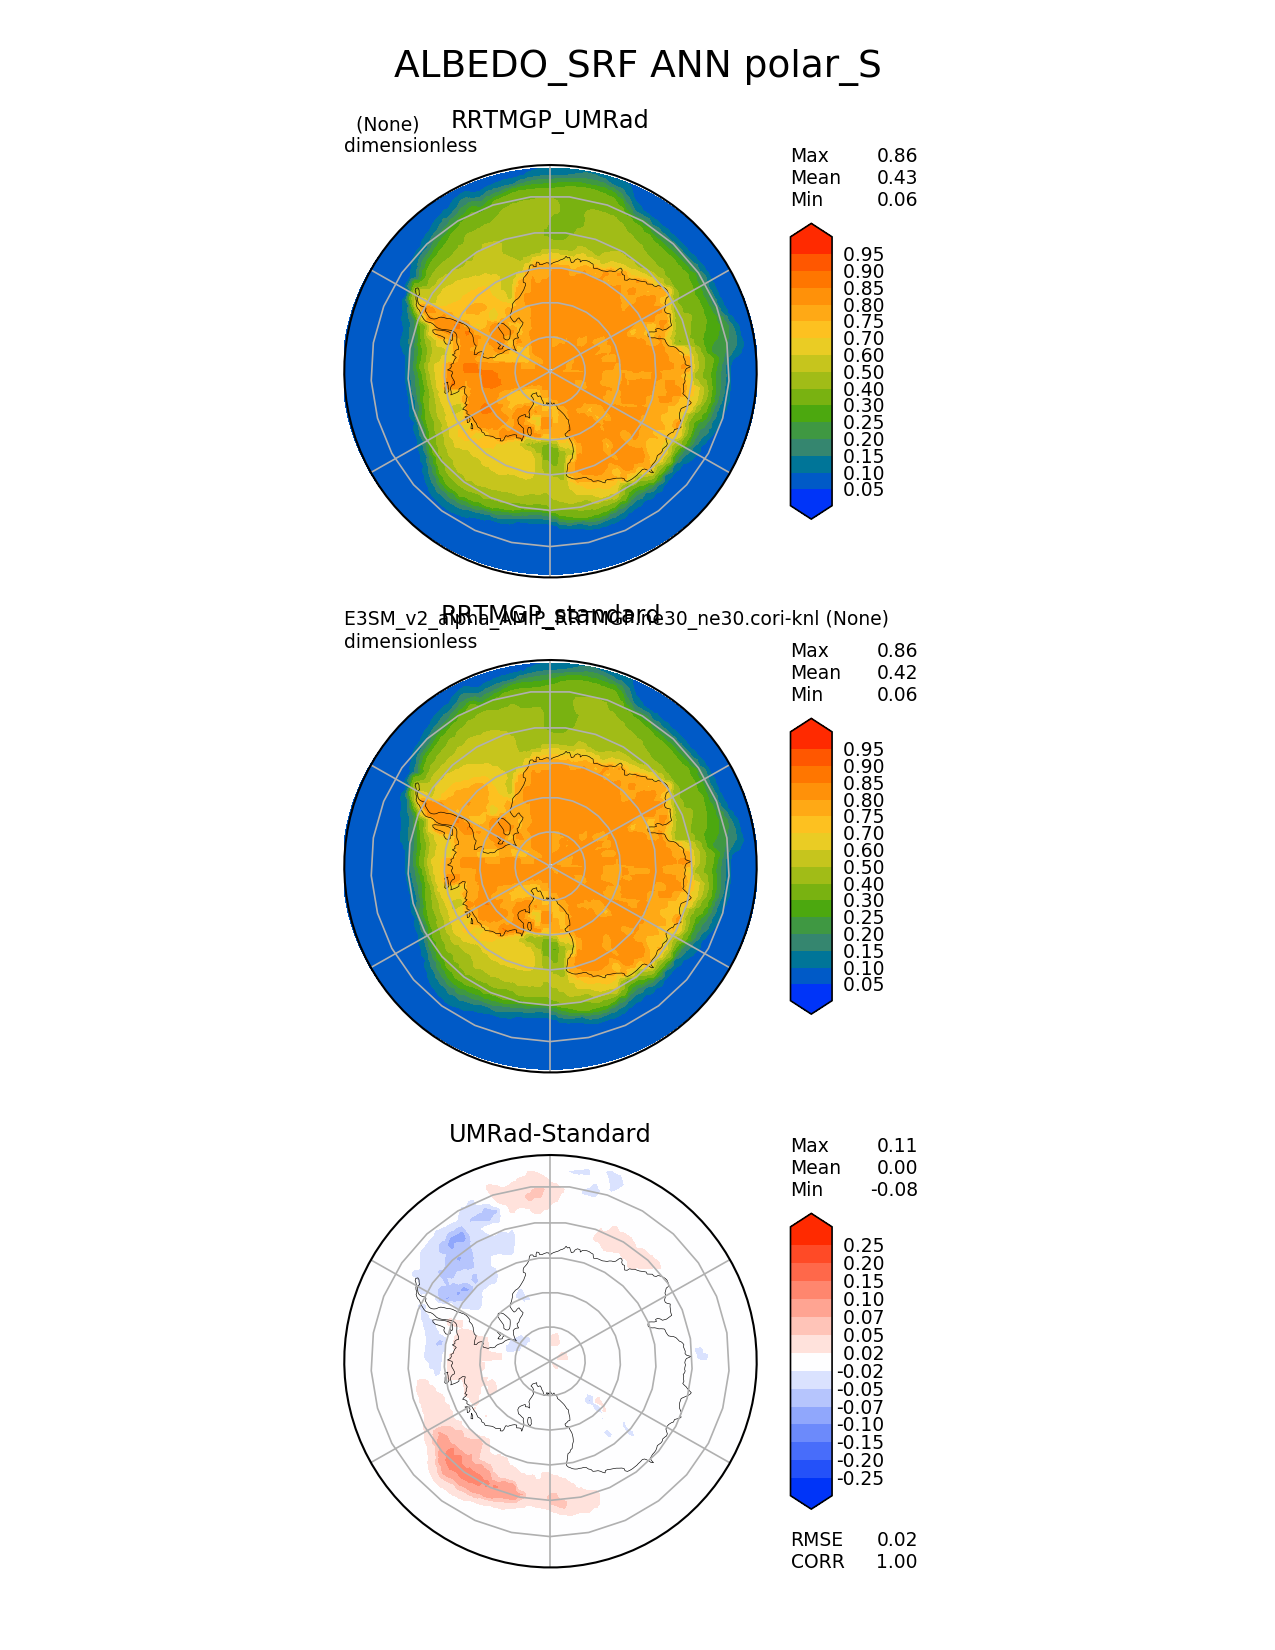 ALBEDO_SRF ANN polar_S
RRTMGP_UMRad
(None)
dimensionless
Max 0.86
Mean 0.43
Min 0.06
0.95
0.90
0.85
0.80
0.75
0.70
0.60
0.50
0.40
0.30
0.25
0.20
0.15
0.10
0.05
RRTMGP_standard
E3SM_v2_alpha_AMIP_RRTMGP.ne30_ne30.cori-knl (None)
dimensionless
Max 0.86
Mean 0.42
Min 0.06
0.95
0.90
0.85
0.80
0.75
0.70
0.60
0.50
0.40
0.30
0.25
0.20
0.15
0.10
0.05
UMRad-Standard
Max 0.11
Mean 0.00
Min -0.08
0.25
0.20
0.15
0.10
0.07
0.05
0.02
-0.02
-0.05
-0.07
-0.10
-0.15
-0.20
-0.25
RMSE 0.02
CORR 1.00